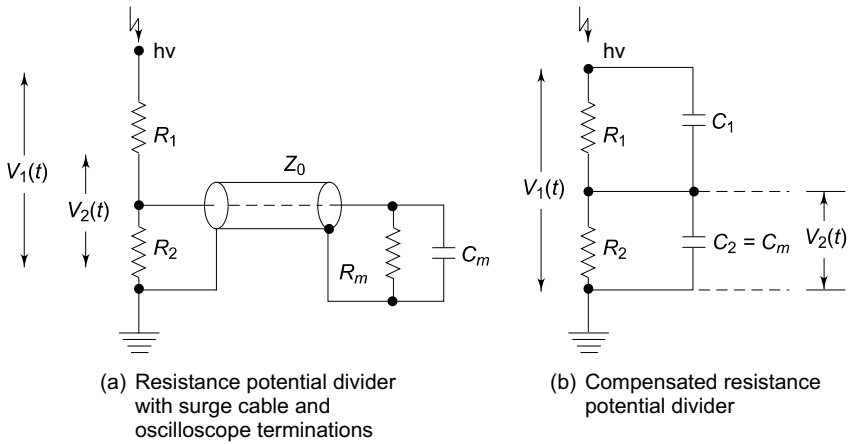 hv
R1
V1(t)
Z0
V2(t)
R2
Rm
Cm
(a) Resistance potential divider
with surge cable and
oscilloscope terminations
hv
R1
C1
V1(t)
R2
C2 = Cm
V2(t)
(b) Compensated resistance
potential divider